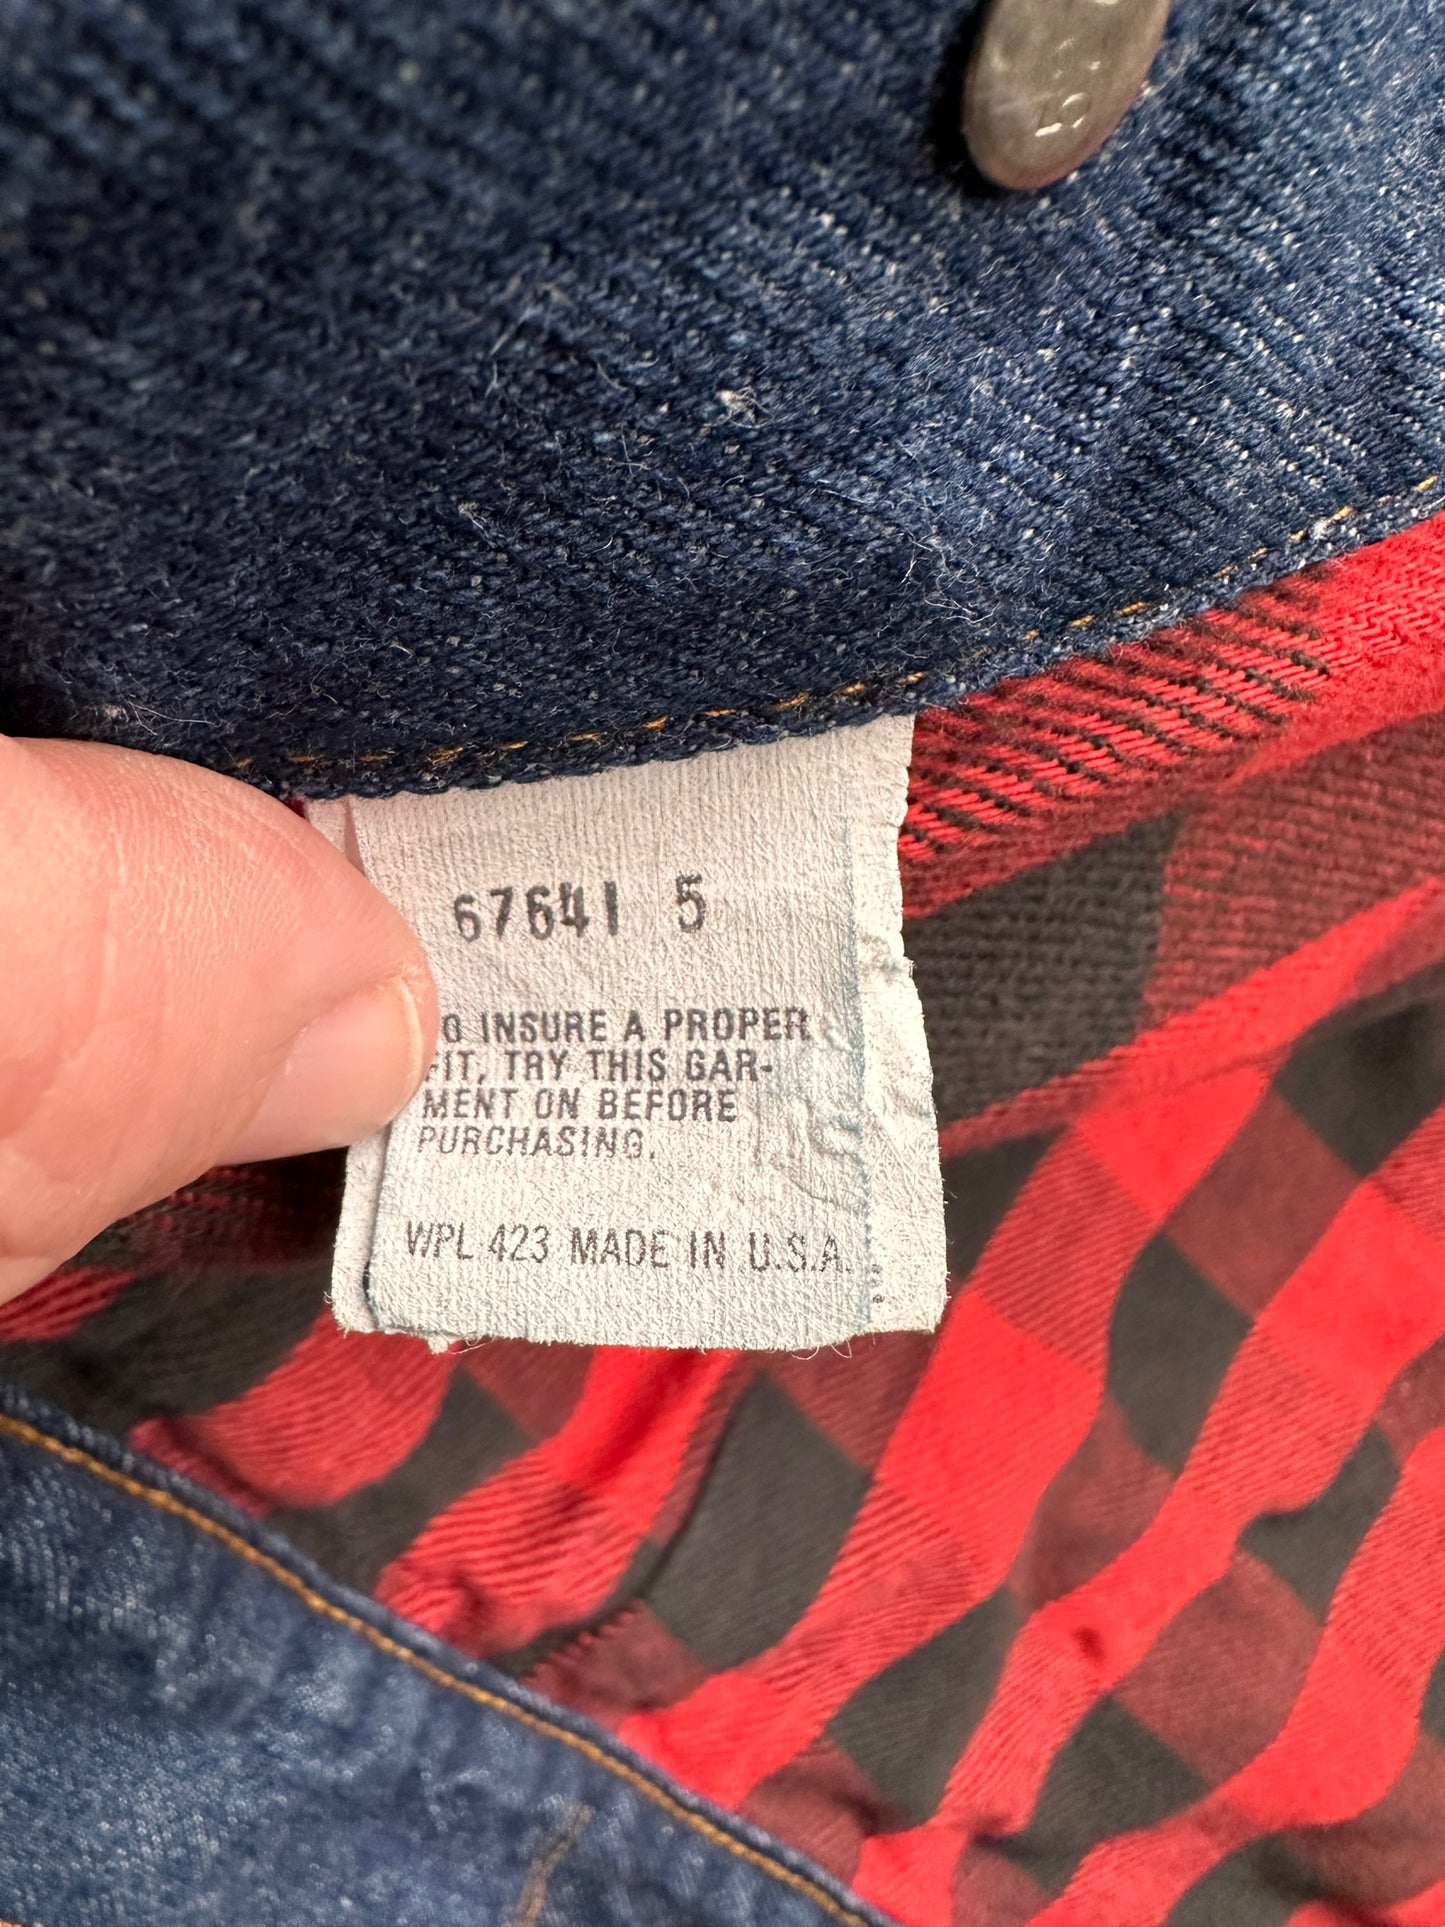 67641 5
O INSURE A PROPER
FIT, TRY THIS GAR-
MENT ON BEFORE
PURCHASING.
WPL 423 MADE IN U.S.A.